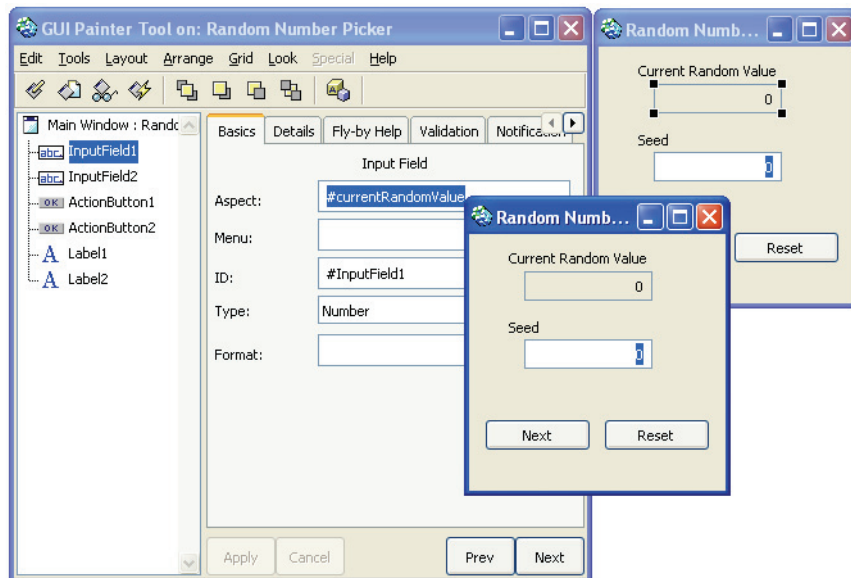 GUI Painter Tool on: Random Number Picker
Edit Tools Layout Arrange Grid Look Special Help
Main Window : Rando
InputField1
InputField2
OK ActionButton1
OK ActionButton2
A Label1
A Label2
Basics Details Fly-by Help Validation
Input Field
Aspect: #currentRandomValue
Menu:
ID: #InputField1
Type: Number
Format:
Apply Cancel Prev Next
Random Numb...
Current Random Value
0
Seed
0
Reset
Random Numb...
Current Random Value
0
Seed
0
Next Reset